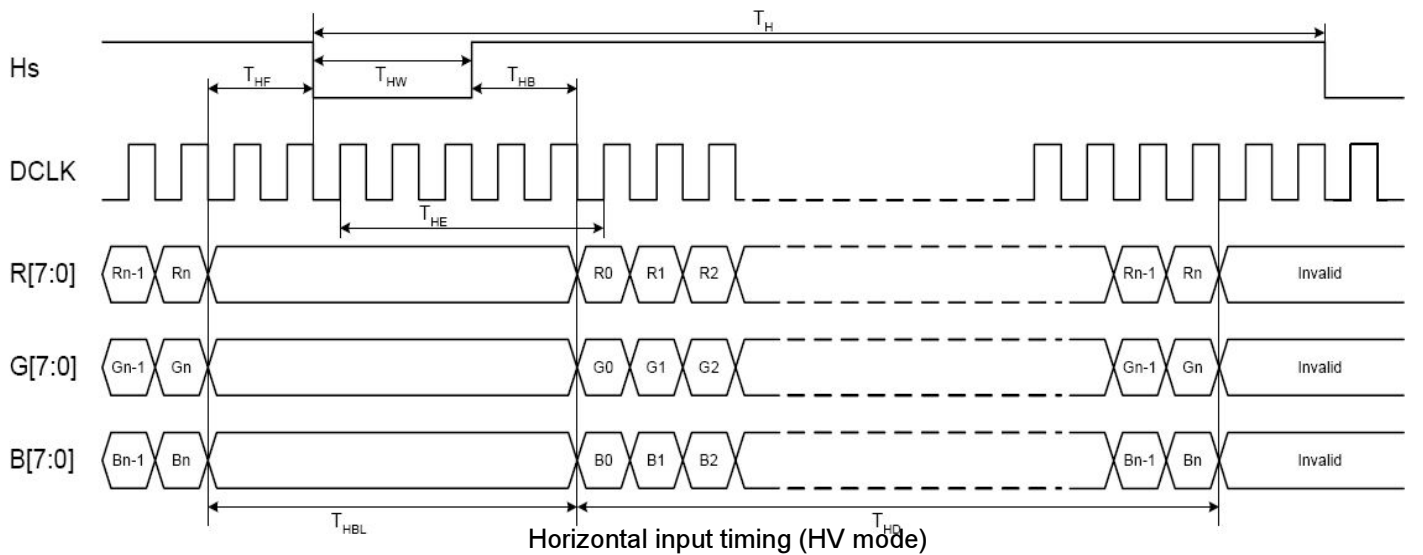 T_H
Hs
T_HF T_HW T_HB
DCLK
T_HE
R[7:0] Rn-1 Rn R0 R1 R2 Rn-1 Rn Invalid
G[7:0] Gn-1 Gn G0 G1 G2 Gn-1 Gn Invalid
B[7:0] Bn-1 Bn B0 B1 B2 Bn-1 Bn Invalid
T_HBL T_HD
Horizontal input timing (HV mode)